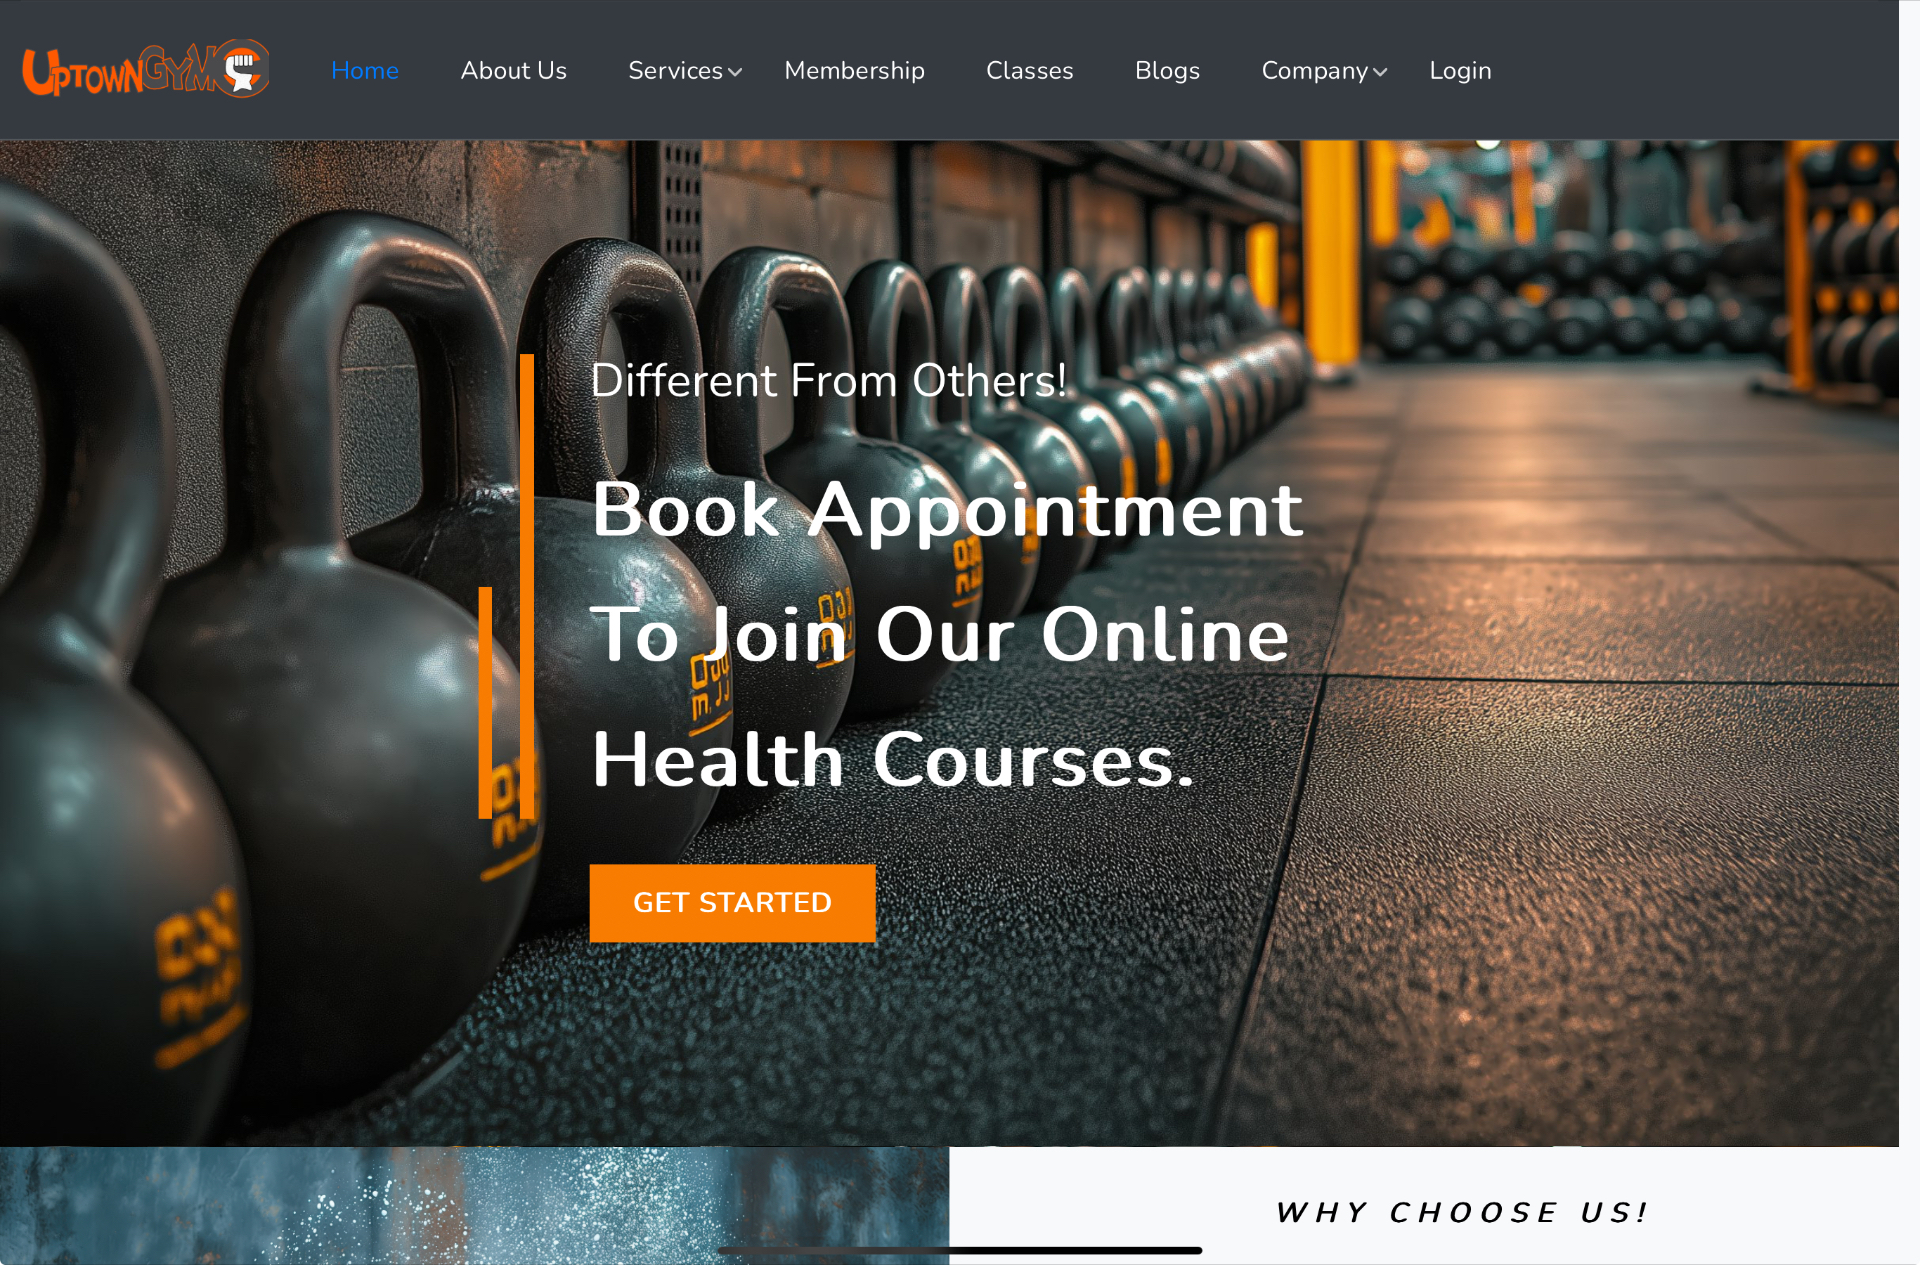 UPTOWNGYM
Home
About Us
Services
Membership
Classes
Blogs
Company
Login
Different From Others!
Book Appointment
To Join Our Online
Health Courses.
GET STARTED
WHY CHOOSE US!